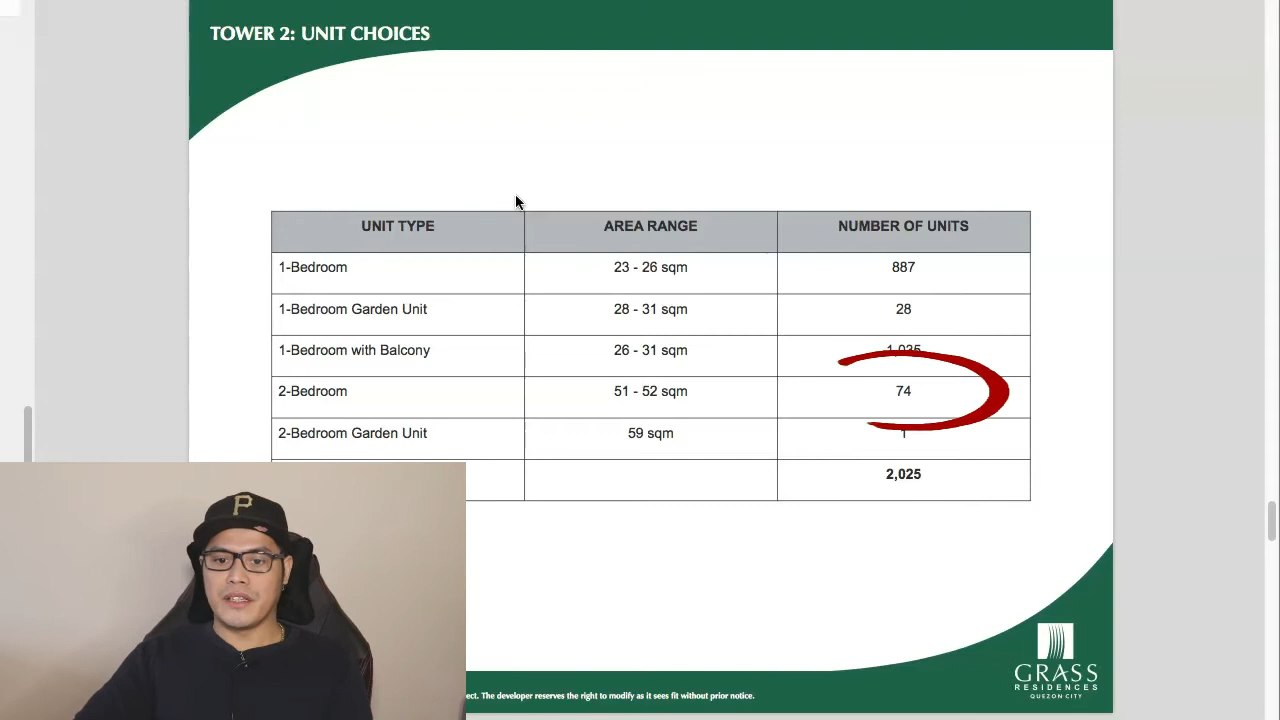 TOWER 2: UNIT CHOICES
UNIT TYPE AREA RANGE NUMBER OF UNITS
1-Bedroom 23 - 26 sqm 887
1-Bedroom Garden Unit 28 - 31 sqm 28
1-Bedroom with Balcony 26 - 31 sqm 1,035
2-Bedroom 51 - 52 sqm 74
2-Bedroom Garden Unit 59 sqm 1
2,025
P
GRASS
RESIDENCES
QUEZON CITY
The developer reserves the right to modify as it sees fit without prior notice.